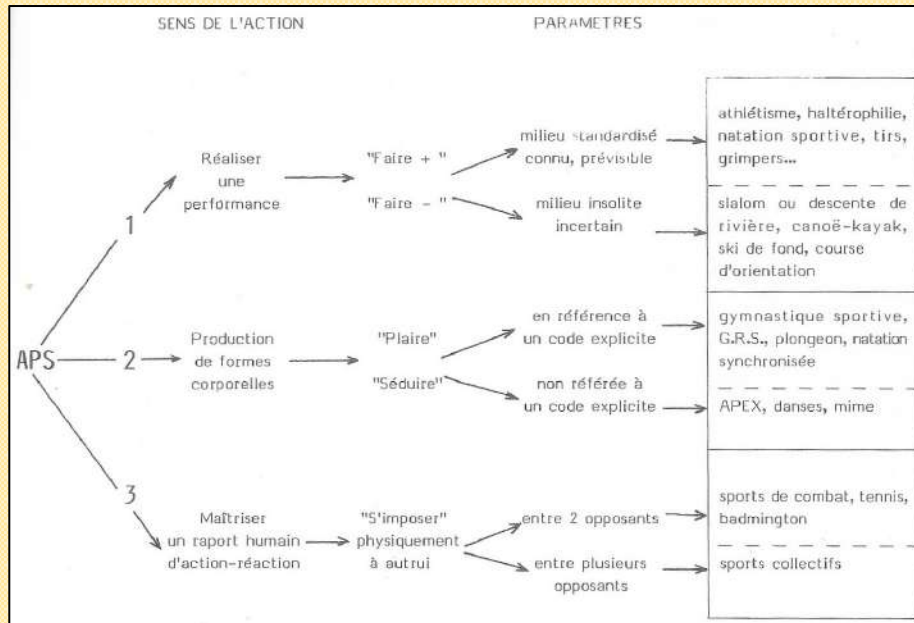 SENS DE L'ACTION
PARAMETRES
APS
1
Réaliser
une
performance
"Faire + "
"Faire - "
milieu standardisé
connu, prévisible
athlétisme, haltérophilie,
natation sportive, tirs,
grimpers...
milieu insolite
incertain
slalom ou descente de
rivière, canoë-kayak,
ski de fond, course
d'orientation
2
Production
de formes
corporelles
"Plaire"
"Séduire"
en référence à
un code explicite
gymnastique sportive,
G.R.S., plongeon, natation
synchronisée
non référée à
un code explicite
APEX, danses, mime
3
Maîtriser
un raport humain
d'action-réaction
"S'imposer"
physiquement
à autrui
entre 2 opposants
sports de combat, tennis,
badmington
entre plusieurs
opposants
sports collectifs